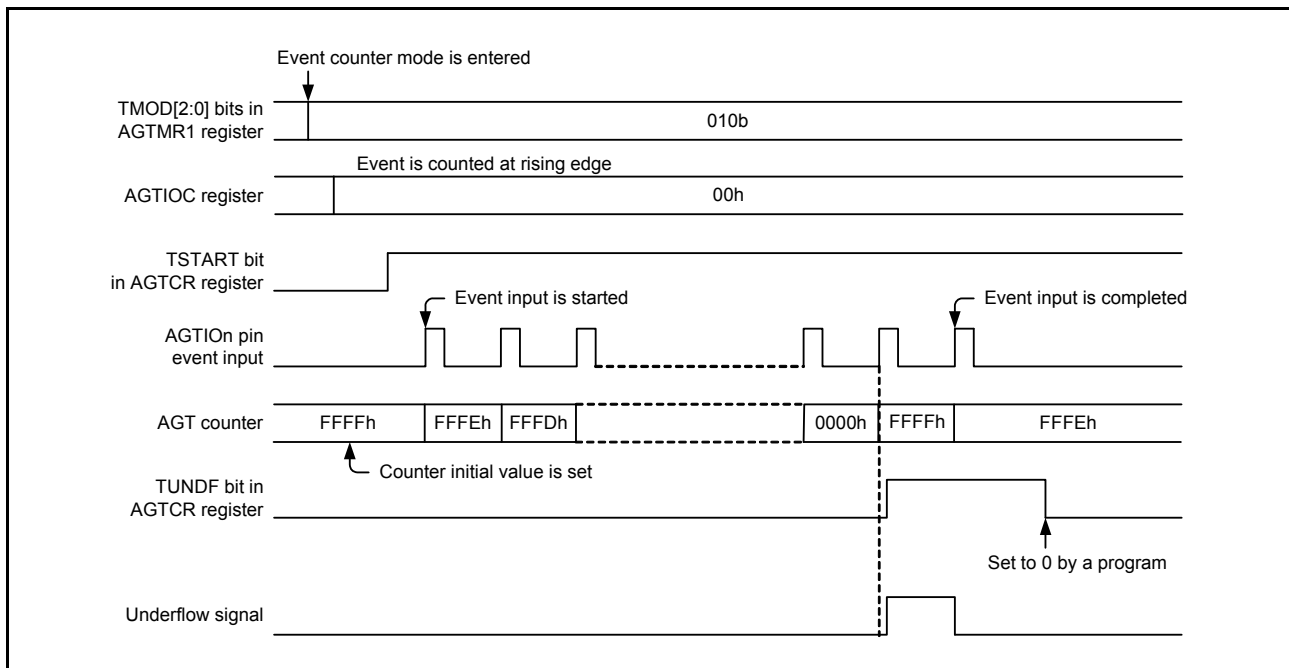 Event counter mode is entered
TMOD[2:0] bits in
AGTMR1 register
010b
Event is counted at rising edge
AGTIOC register
00h
TSTART bit
in AGTCR register
Event input is started
Event input is completed
AGTIOn pin
event input
AGT counter
FFFFh
FFFEh
FFFDh
0000h
FFFFh
FFFEh
Counter initial value is set
TUNDF bit in
AGTCR register
Set to 0 by a program
Underflow signal